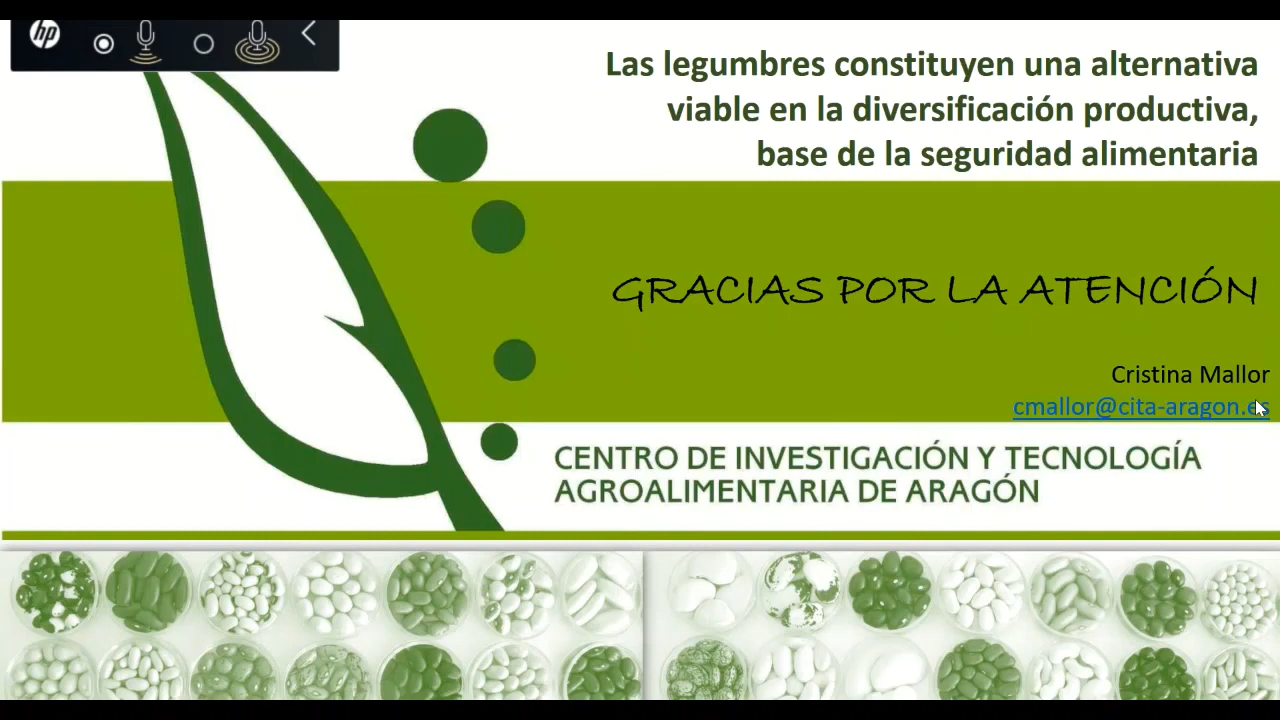 hp
Las legumbres constituyen una alternativa
viable en la diversificación productiva,
base de la seguridad alimentaria
GRACIAS POR LA ATENCIÓN
Cristina Mallor
cmallor@cita-aragon.es
CENTRO DE INVESTIGACIÓN Y TECNOLOGÍA
AGROALIMENTARIA DE ARAGÓN